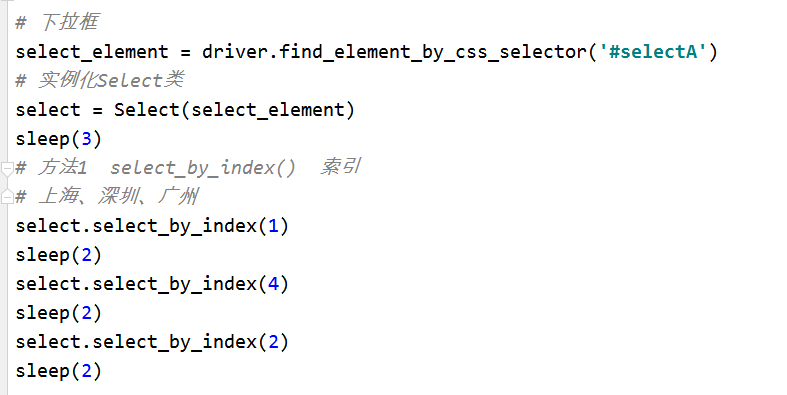 # 下拉框
select_element = driver.find_element_by_css_selector('#selectA')
# 实例化Select类
select = Select(select_element)
sleep(3)
# 方法1  select_by_index()  索引
# 上海、深圳、广州
select.select_by_index(1)
sleep(2)
select.select_by_index(4)
sleep(2)
select.select_by_index(2)
sleep(2)